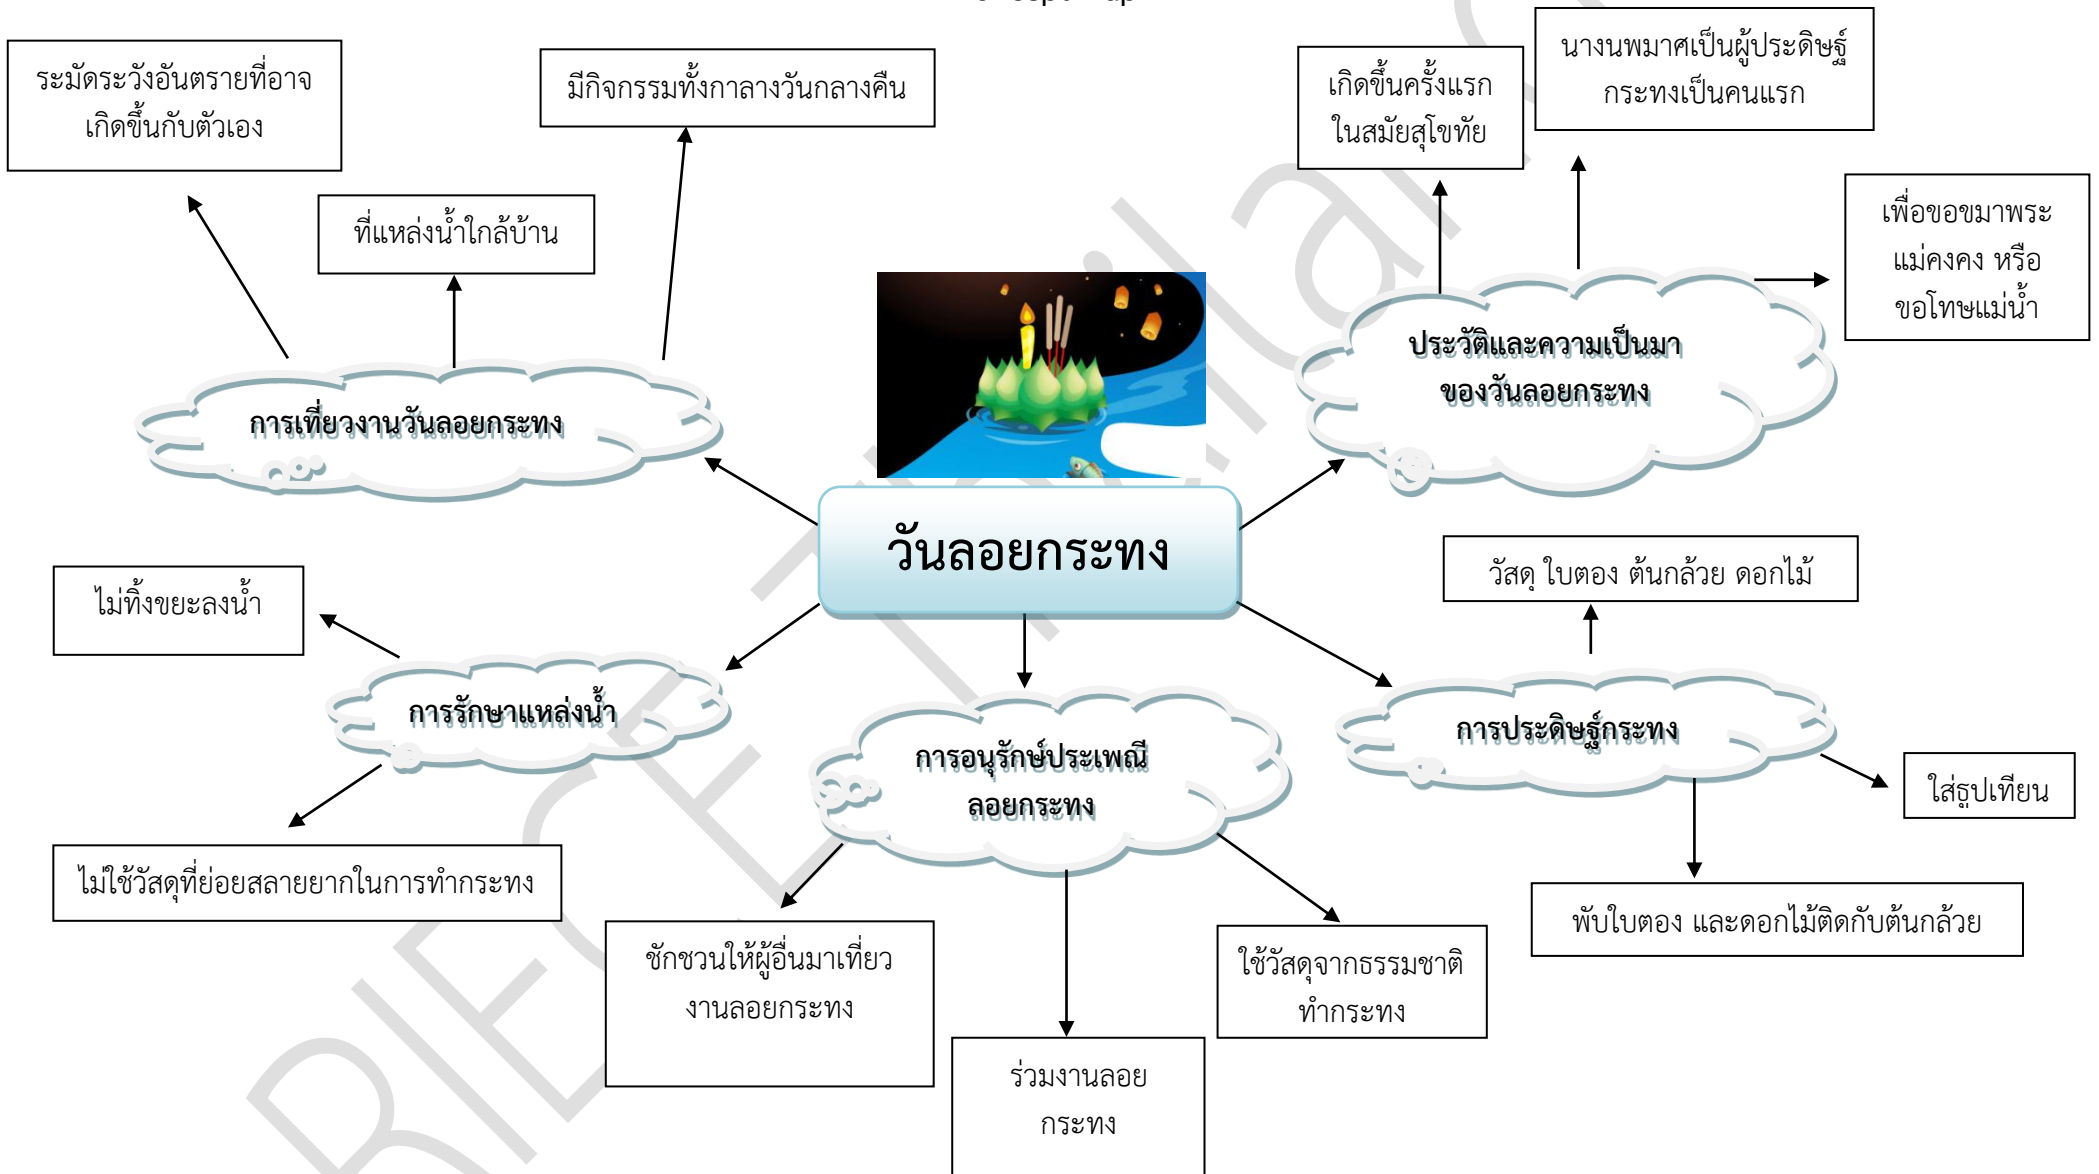 ระมัดระวังอันตรายที่อาจ
เกิดขึ้นกับตัวเอง
มีกิจกรรมทั้งกาลางวันกลางคืน
เกิดขึ้นครั้งแรก
ในสมัยสุโขทัย
นางนพมาศเป็นผู้ประดิษฐ์
กระทงเป็นคนแรก
ที่แหล่งน้ำใกล้บ้าน
เพื่อขอขมาพระ
แม่คงคง หรือ
ขอโทษแม่น้ำ
การเที่ยวงานวันลอยกระทง
ประวัติและความเป็นมา
ของวันลอยกระทง
วันลอยกระทง
ไม่ทิ้งขยะลงน้ำ
วัสดุ ใบตอง ต้นกล้วย ดอกไม้
การรักษาแหล่งน้ำ
การอนุรักษ์ประเพณี
ลอยกระทง
การประดิษฐ์กระทง
ใส่ธูปเทียน
ไม่ใช้วัสดุที่ย่อยสลายยากในการทำกระทง
พับใบตอง และดอกไม้ติดกับต้นกล้วย
ชักชวนให้ผู้อื่นมาเที่ยว
งานลอยกระทง
ใช้วัสดุจากธรรมชาติ
ทำกระทง
ร่วมงานลอย
กระทง